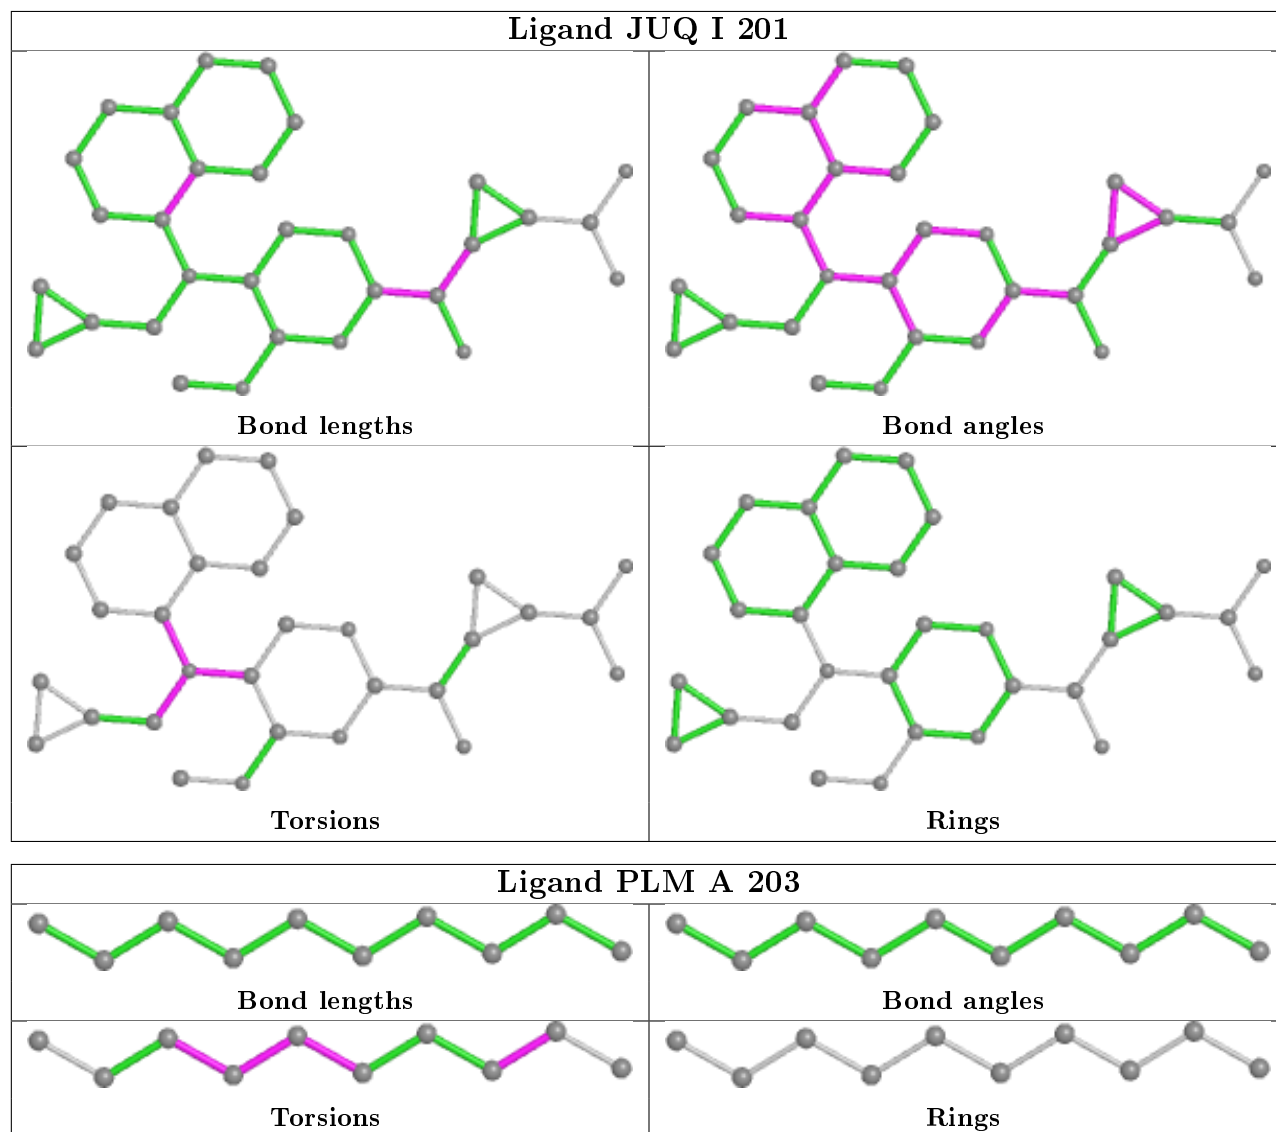 Ligand JUQ I 201
Bond lengths
Bond angles
Torsions
Rings
Ligand PLM A 203
Bond lengths
Bond angles
Torsions
Rings